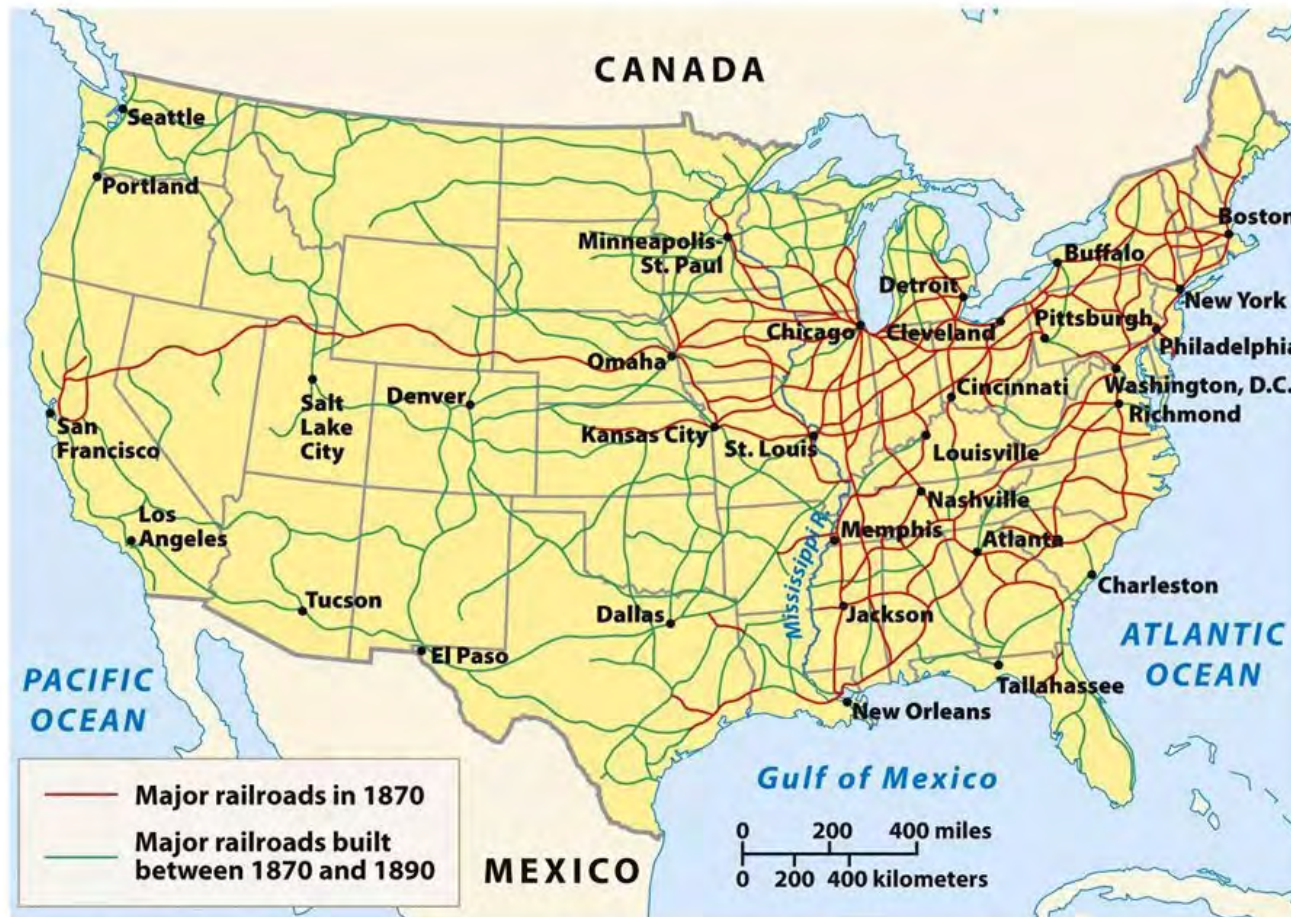 CANADA
Seattle
Portland
Minneapolis-
St. Paul
Boston
Buffalo
Detroit
New York
Chicago
Cleveland
Pittsburgh
Philadelphia
Omaha
Cincinnati
Washington, D.C.
Richmond
Denver
Salt
Lake
City
San
Francisco
Kansas City
St. Louis
Louisville
Nashville
Los
Angeles
Mississippi R.
Memphis
Atlanta
Charleston
Tucson
Dallas
Jackson
El Paso
Tallahassee
New Orleans
PACIFIC
OCEAN
ATLANTIC
OCEAN
Gulf of Mexico
MEXICO
Major railroads in 1870
Major railroads built
between 1870 and 1890
0 200 400 miles
0 200 400 kilometers